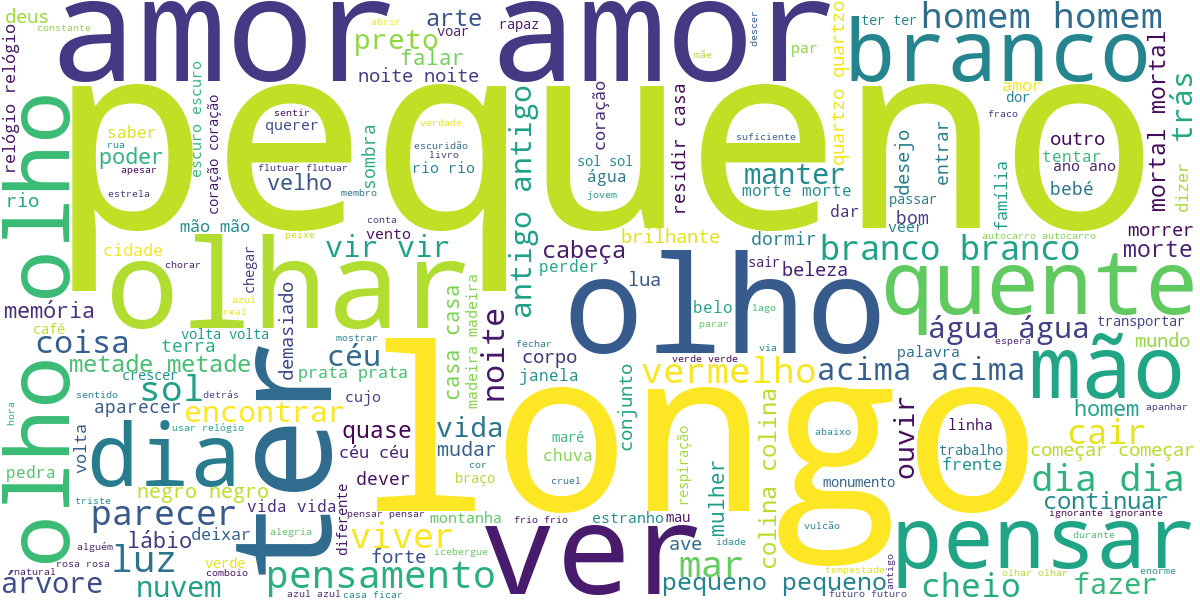 deus
constante
amor amor
abrir
arte
voar
rapaz
descer
par
mãe
ter ter
homem homem
branco
preto
falar
noite noite
relógio relógio
olho
pequeno
escuro escuro
coração coração
saber
rua
poder
apesar
estrela
sentir
querer
flutuar flutuar
velho
membro
sombra
verdade
escuridão
livro
rio rio
antigo antigo
sol sol
água
jovem
coração
residir casa
suficiente
manter
morte morte
quartzo quartzo
desejo
entrar
amor
dor
fraco
outro
tentar
ano ano
bebé
família
mortal mortal
trás
dizer
rio
mão mão
conta
vento
peixe
dar
passar
bom
veer
autocarro autocarro
morrer
morte
cidade
chorar
chegar
olhar
vir vir
cabeça
perder
brilhante
dormir
sair
beleza
branco branco
quente
memória
azul
real
olho
lua
belo
lago
parar
via
água água
espera
transportar
mundo
café
coisa
volta volta
terra
demasiado
mostrar
céu
casa casa
madeira madeira
noite
fechar
corpo
janela
verde verde
vermelho
acima acima
palavra
mão
metade metade
crescer
sol
prata prata
cujo
olho
hora
sentido
detrás
aparecer
encontrar
usar relógio
volta
dia
ter
quase
vida
longo
maré
chuva
conjunto
colina colina
abaixo
ouvir
linha
trabalho
frente
homem
apanhar
cair
começar começar
pedra
céu céu
mudar
cor
dever
braço
cruel
respiração
mulher
monumento
dia dia
continuar
negro negro
vida vida
diferente
pensar pensar
montanha
frio frio
estranho
mau
vulcão
ignorante ignorante
triste
parecer
alegria
viver
ver
pensar
durante
alguém
lábio
deixar
forte
icebergue
ave
idade
mar
rosa rosa
luz
verde
natural
comboio
pensamento
tempestade
antigo
olhar olhar
enorme
árvore
nuvem
azul azul
casa ficar
pequeno pequeno
futuro futuro
cheio
fazer